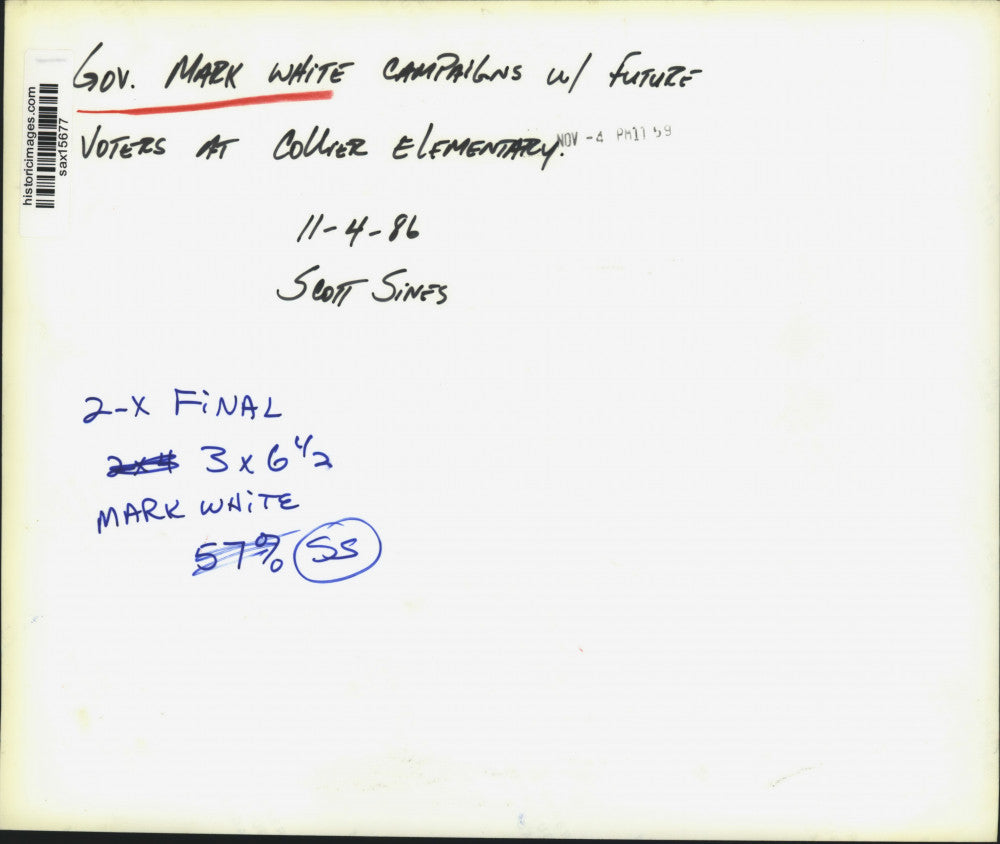 GOV. MARK WHITE CAMPAIGNS W/ FUTURE
VOTERS AT COLLIER ELEMENTARY.
NOV -4 PM11 59
11-4-86
SCOTT SINES
2-X FINAL
2x4 3 x 6 1/2
MARK WHITE
57% SS
historicimages.com
sax15677